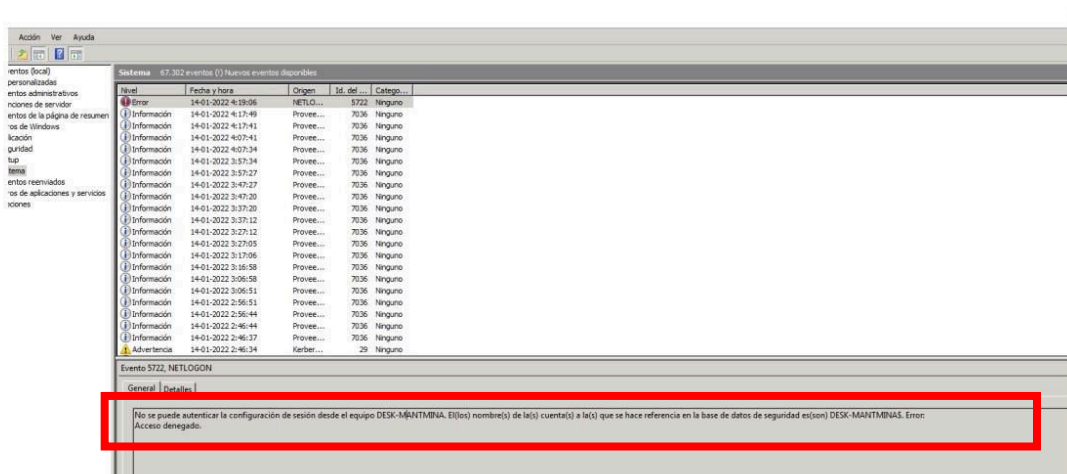 Acción Ver Ayuda
entos (local)
personalizadas
entos administrativos
nciones de servidor
entos de la página de resumen
os de Windows
licación
guridad
tup
tema
entos reenviados
os de aplicaciones y servicios
ciones
Sistema 67.302 eventos (!) Nuevos eventos disponibles
Nivel Fecha y hora Origen Id. del ... Catego...
Error 14-01-2022 4:19:06 NETLO... 5722 Ninguno
Información 14-01-2022 4:17:49 Provee... 7036 Ninguno
Información 14-01-2022 4:17:41 Provee... 7036 Ninguno
Información 14-01-2022 4:07:41 Provee... 7036 Ninguno
Información 14-01-2022 4:07:34 Provee... 7036 Ninguno
Información 14-01-2022 3:57:34 Provee... 7036 Ninguno
Información 14-01-2022 3:57:27 Provee... 7036 Ninguno
Información 14-01-2022 3:47:27 Provee... 7036 Ninguno
Información 14-01-2022 3:47:20 Provee... 7036 Ninguno
Información 14-01-2022 3:37:20 Provee... 7036 Ninguno
Información 14-01-2022 3:37:12 Provee... 7036 Ninguno
Información 14-01-2022 3:27:12 Provee... 7036 Ninguno
Información 14-01-2022 3:27:05 Provee... 7036 Ninguno
Información 14-01-2022 3:17:06 Provee... 7036 Ninguno
Información 14-01-2022 3:16:58 Provee... 7036 Ninguno
Información 14-01-2022 3:06:58 Provee... 7036 Ninguno
Información 14-01-2022 3:06:51 Provee... 7036 Ninguno
Información 14-01-2022 2:56:51 Provee... 7036 Ninguno
Información 14-01-2022 2:56:44 Provee... 7036 Ninguno
Información 14-01-2022 2:46:44 Provee... 7036 Ninguno
Información 14-01-2022 2:46:37 Provee... 7036 Ninguno
Advertencia 14-01-2022 2:46:34 Kerber... 29 Ninguno
Evento 5722, NETLOGON
General Detalles
No se puede autenticar la configuración de sesión desde el equipo DESK-MANTMINA. El(los) nombre(s) de la(s) cuenta(s) a la(s) que se hace referencia en la base de datos de seguridad es(son) DESK-MANTMINA$. Error:
Acceso denegado.